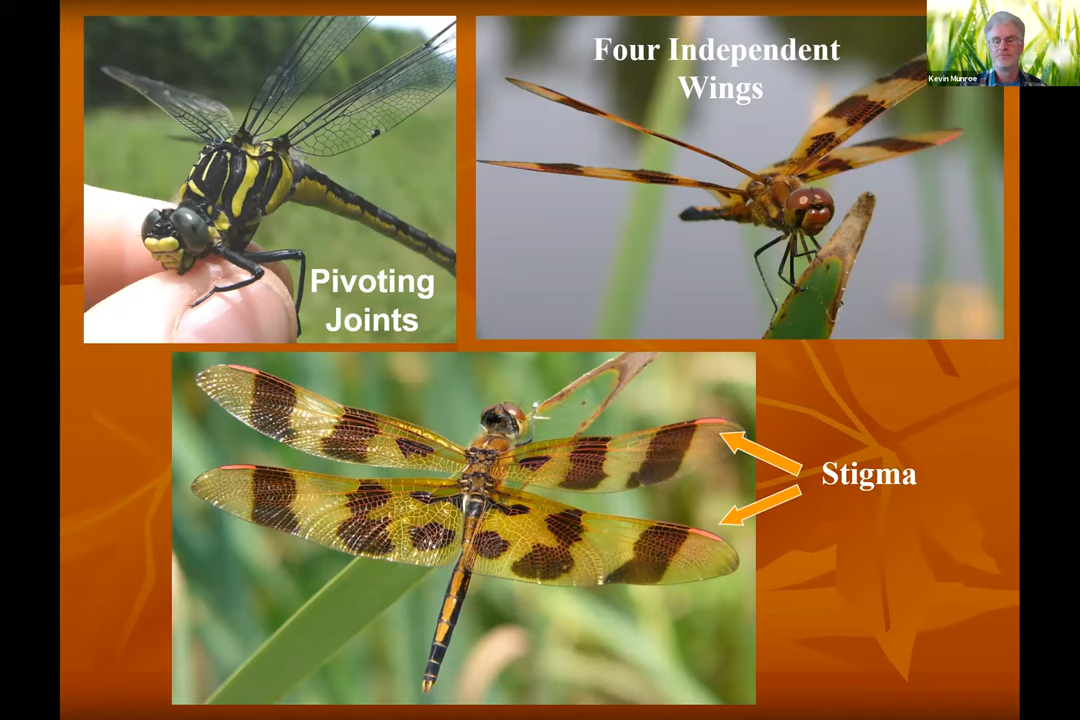 Four Independent
Wings
Kevin Munroe
Pivoting
Joints
Stigma